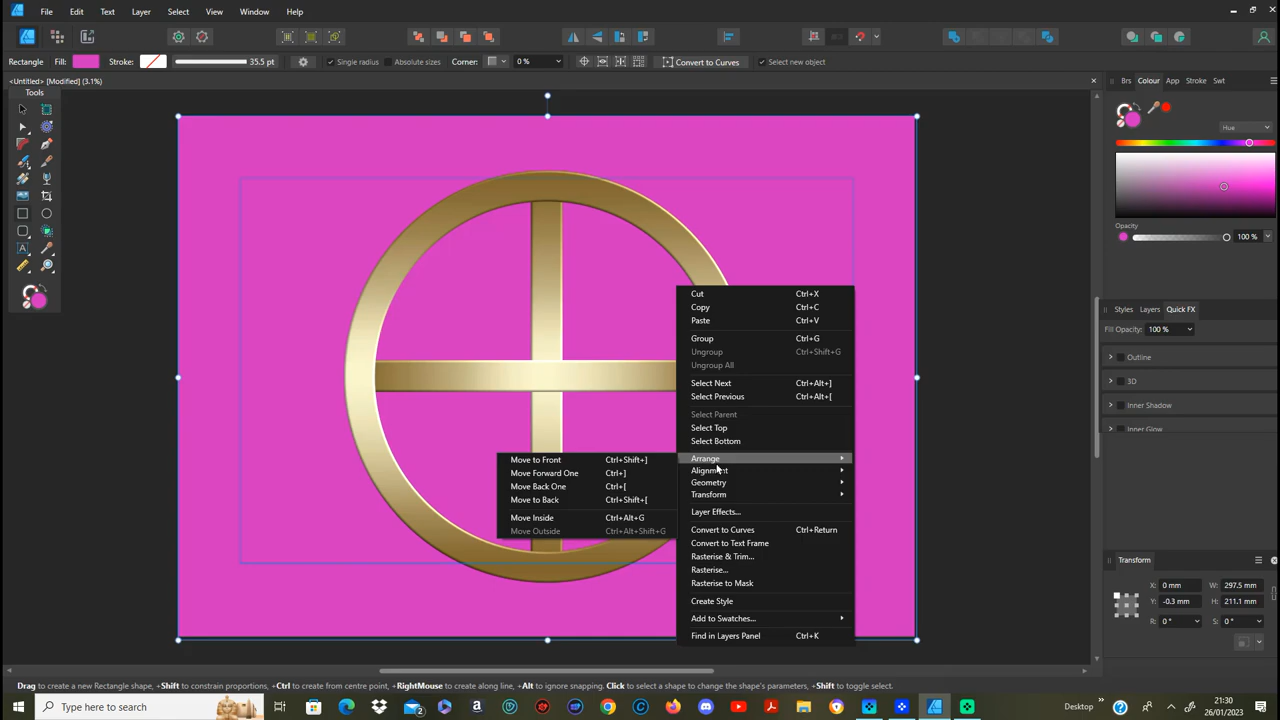 File Edit Text Layer Select View Window Help
Rectangle Fill: Stroke: 35.5 pt Single radius Absolute sizes Corner: 0 % Convert to Curves Select new object
<Untitled> [Modified] (3.1%)
Tools
Brs Colour App Stroke Swt
Hue
Opacity
100 %
Styles Layers Quick FX
Fill Opacity: 100 %
Outline
3D
Inner Shadow
Inner Glow
Cut Ctrl+X
Copy Ctrl+C
Paste Ctrl+V
Group Ctrl+G
Ungroup Ctrl+Shift+G
Ungroup All
Select Next Ctrl+Alt+]
Select Previous Ctrl+Alt+[
Select Parent
Select Top
Select Bottom
Arrange
Alignment
Geometry
Transform
Layer Effects...
Convert to Curves Ctrl+Return
Convert to Text Frame
Rasterise & Trim...
Rasterise...
Rasterise to Mask
Create Style
Add to Swatches...
Find in Layers Panel Ctrl+K
Move to Front Ctrl+Shift+]
Move Forward One Ctrl+]
Move Back One Ctrl+[
Move to Back Ctrl+Shift+[
Move Inside Ctrl+Alt+G
Move Outside Ctrl+Alt+Shift+G
Transform
X: 0 mm W: 297.5 mm
Y: -0.3 mm H: 211.1 mm
R: 0 ° S: 0 °
Drag to create a new Rectangle shape, +Shift to constrain proportions, +Ctrl to create from centre point, +RightMouse to create along line, +Alt to ignore snapping. Click to select a shape to change the shape's parameters, +Shift to toggle select.
Type here to search
2
Desktop
21:30
26/01/2023